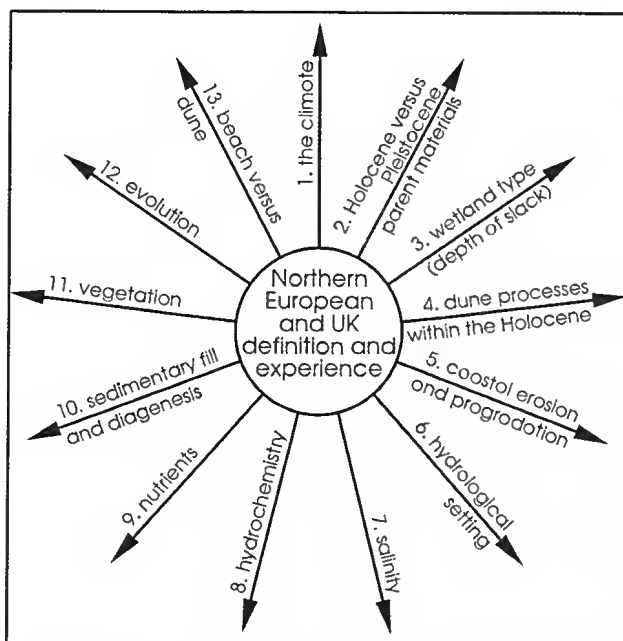 Northern
European
and UK
definition and
experience
1. the climote
2. Holocene versus
Pleistocene
parent materials
3. wetland type
(depth of slack)
4. dune processes
within the Holocene
5. coostol erosion
ond progrodotion
6. hydrological
setting
7. salinity
8. hydrochemistry
9. nutrients
10. sedimentary fill
and diagenesis
11. vegetation
12. evolution
13. beach versus
dune